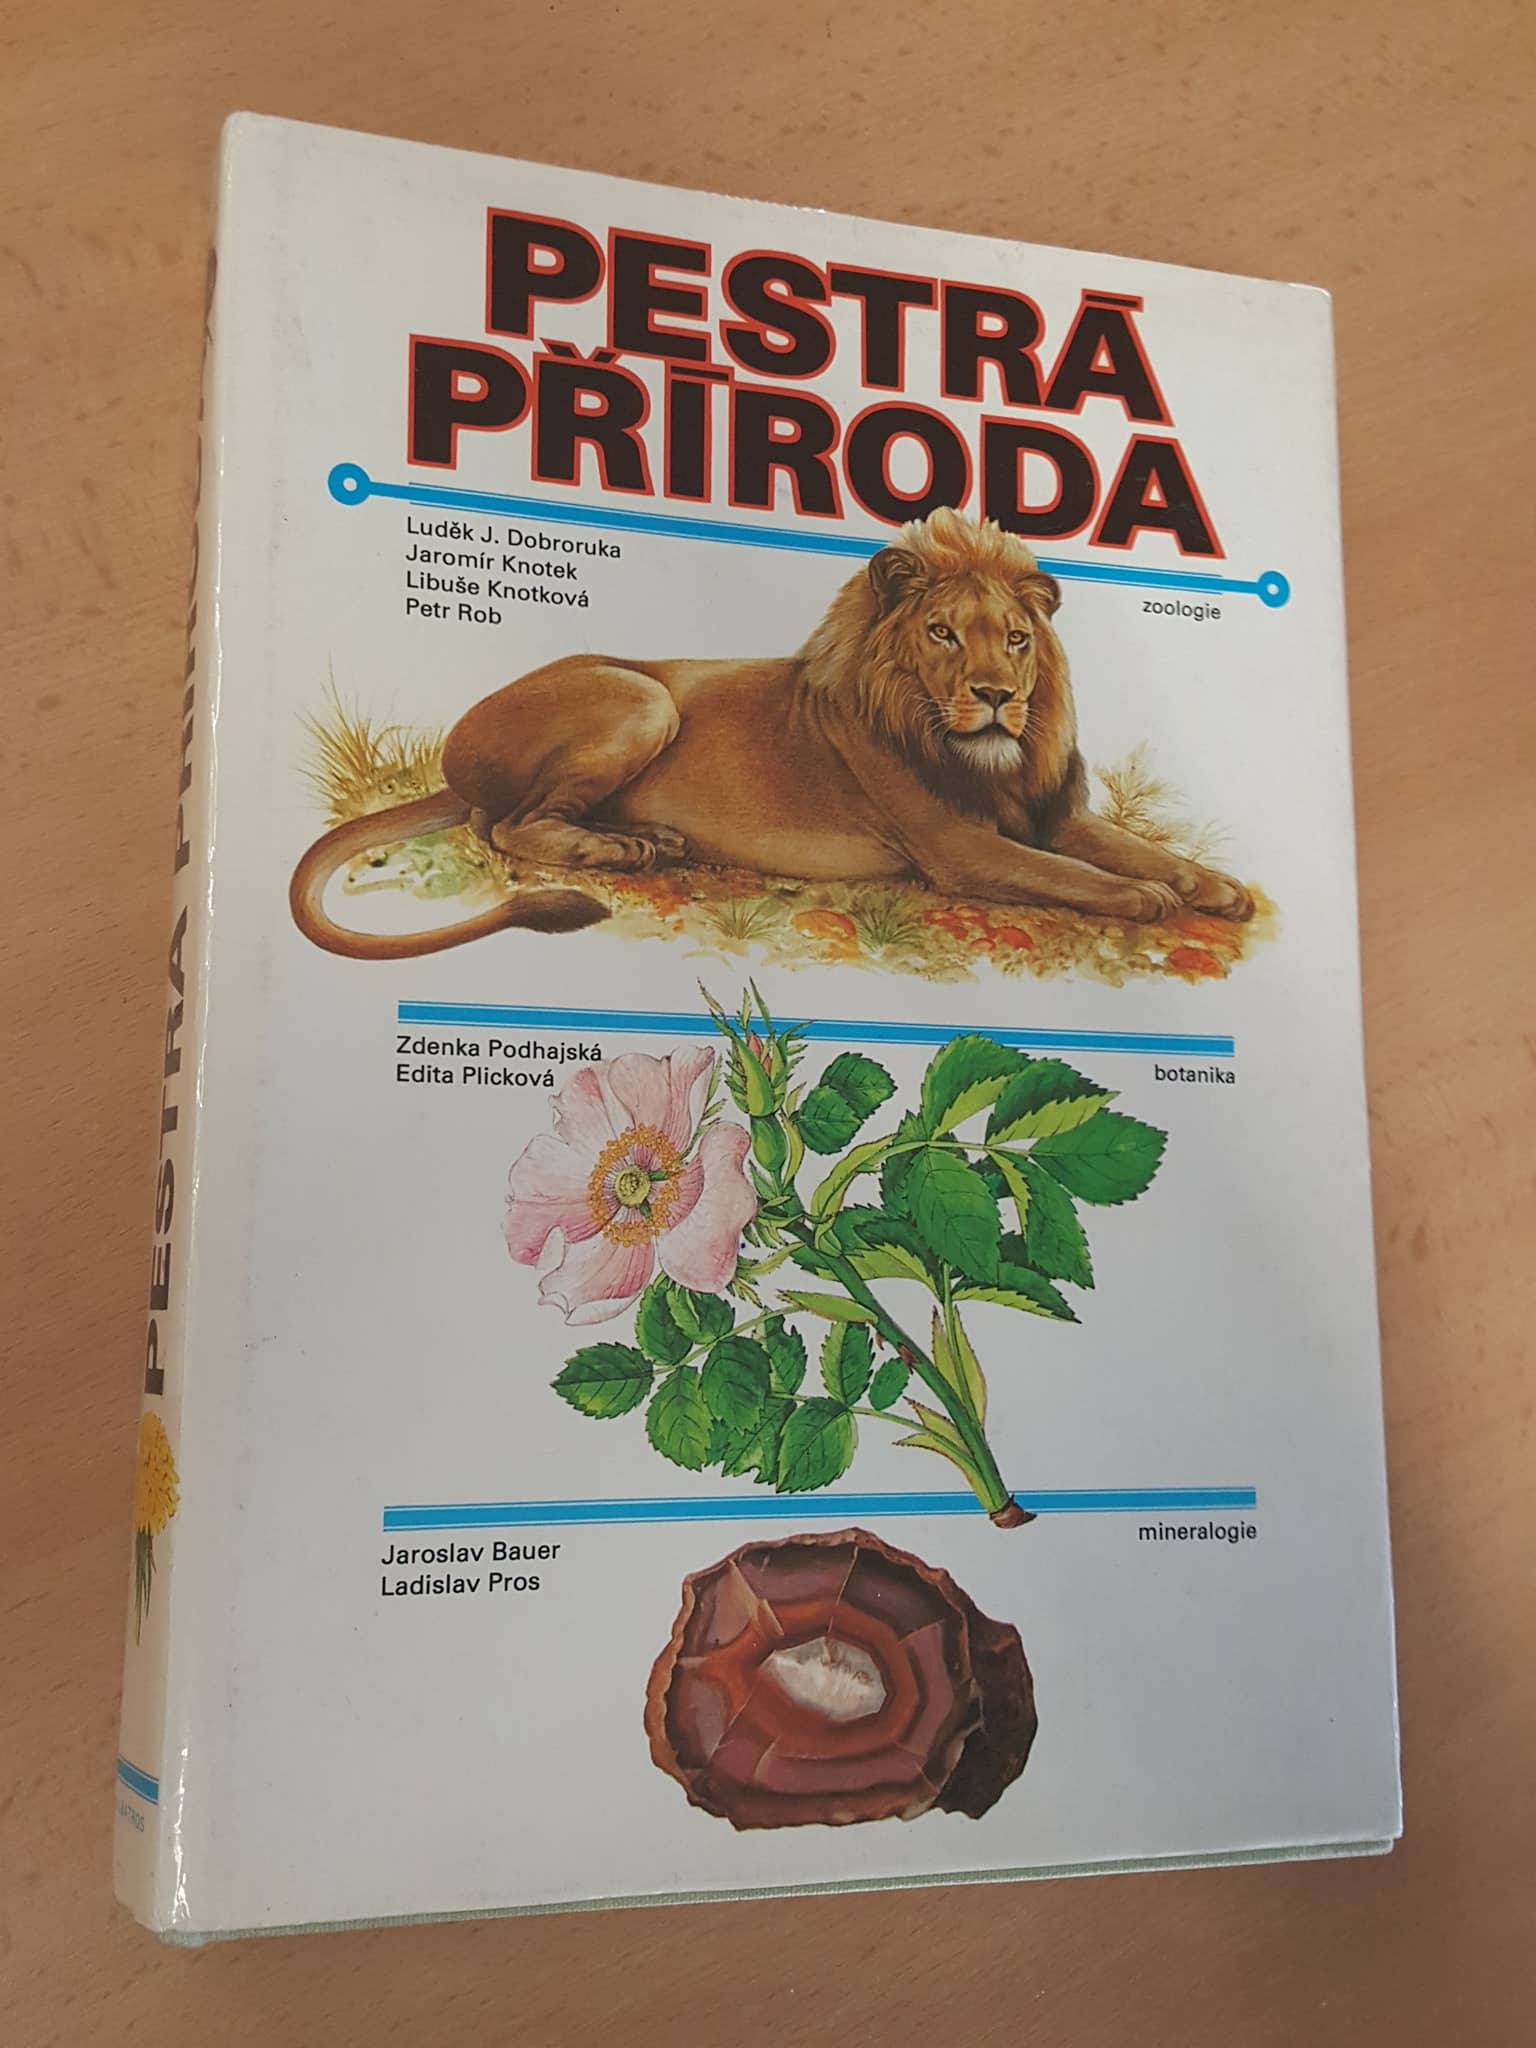 PESTRÁ
PŘÍRODA
Luděk J. Dobroruka
Jaromír Knotek
Libuše Knotková
Petr Rob
zoologie
Zdenka Podhajská
Edita Plicková
botanika
Jaroslav Bauer
Ladislav Pros
mineralogie
PESTRÁ PŘÍRODA
ALBATROS